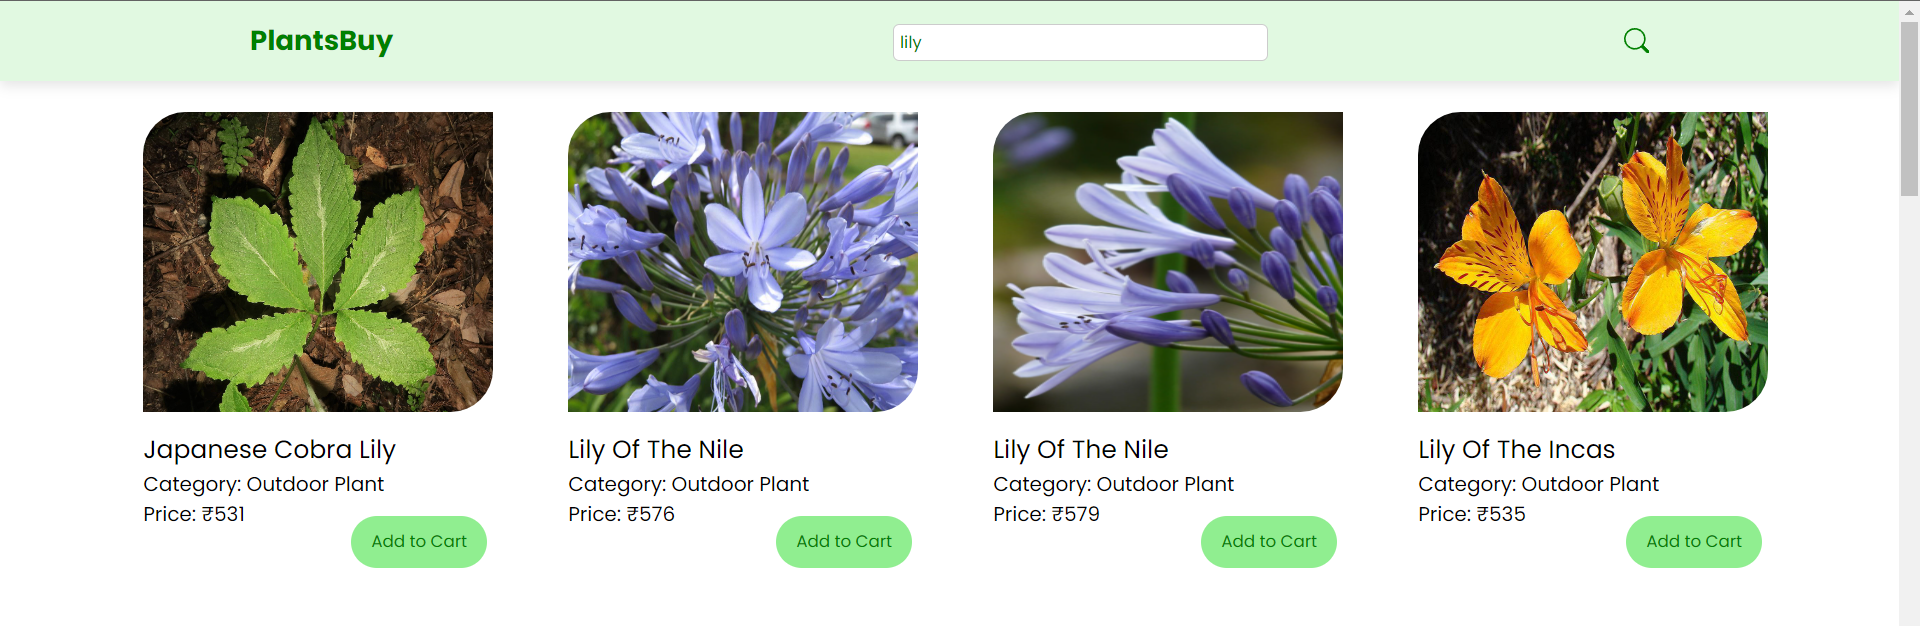 PlantsBuy
lily
Japanese Cobra Lily
Category: Outdoor Plant
Price: ₹531
Add to Cart
Lily Of The Nile
Category: Outdoor Plant
Price: ₹576
Add to Cart
Lily Of The Nile
Category: Outdoor Plant
Price: ₹579
Add to Cart
Lily Of The Incas
Category: Outdoor Plant
Price: ₹535
Add to Cart